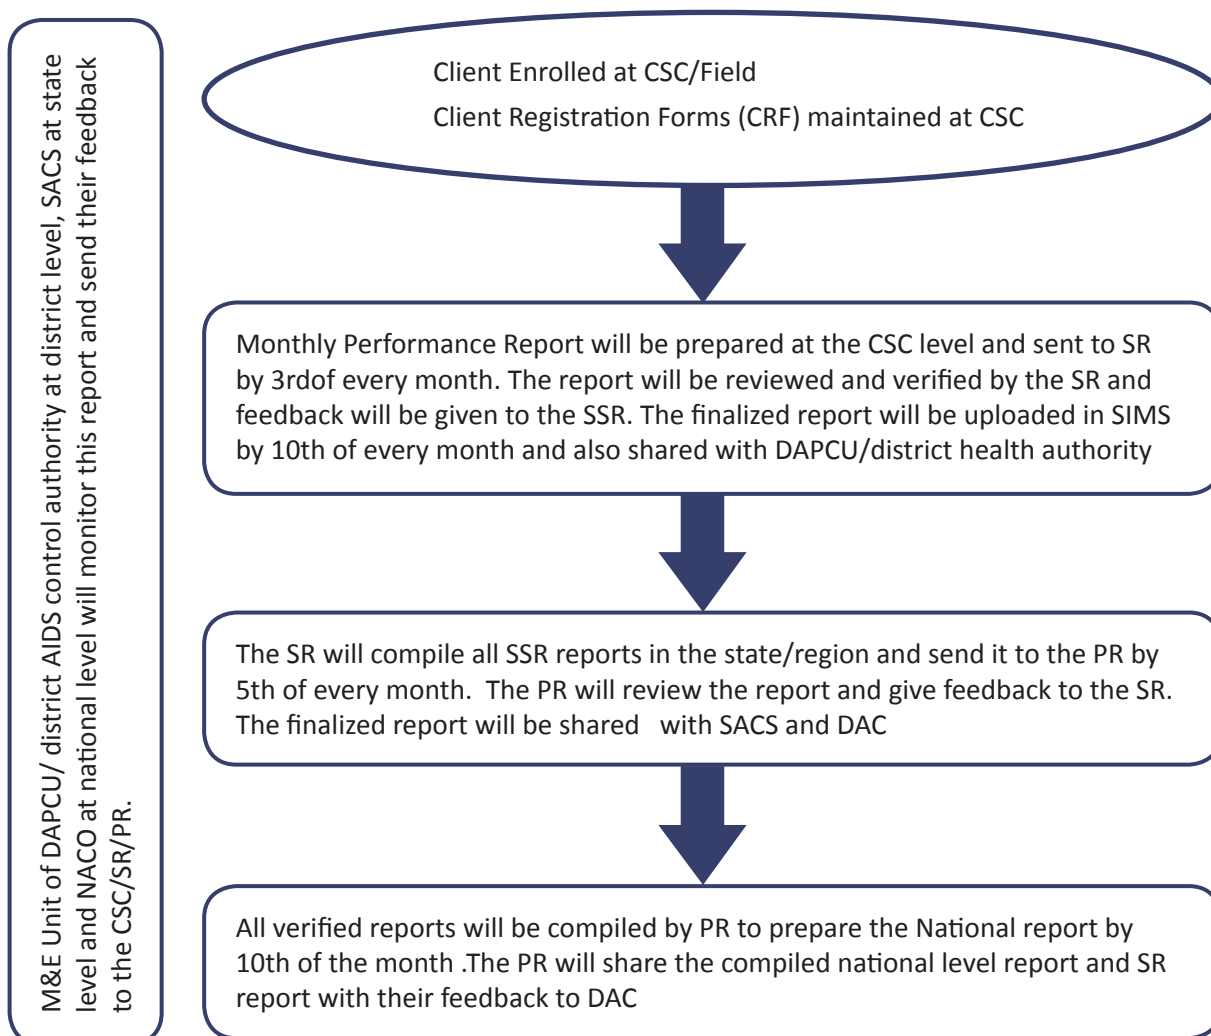 M&E Unit of DAPCU/ district AIDS control authority at district level, SACS at state
level and NACO at national level will monitor this report and send their feedback
to the CSC/SR/PR.
Client Enrolled at CSC/Field
Client Registration Forms (CRF) maintained at CSC
Monthly Performance Report will be prepared at the CSC level and sent to SR
by 3rdof every month. The report will be reviewed and verified by the SR and
feedback will be given to the SSR. The finalized report will be uploaded in SIMS
by 10th of every month and also shared with DAPCU/district health authority
The SR will compile all SSR reports in the state/region and send it to the PR by
5th of every month. The PR will review the report and give feedback to the SR.
The finalized report will be shared with SACS and DAC
All verified reports will be compiled by PR to prepare the National report by
10th of the month .The PR will share the compiled national level report and SR
report with their feedback to DAC